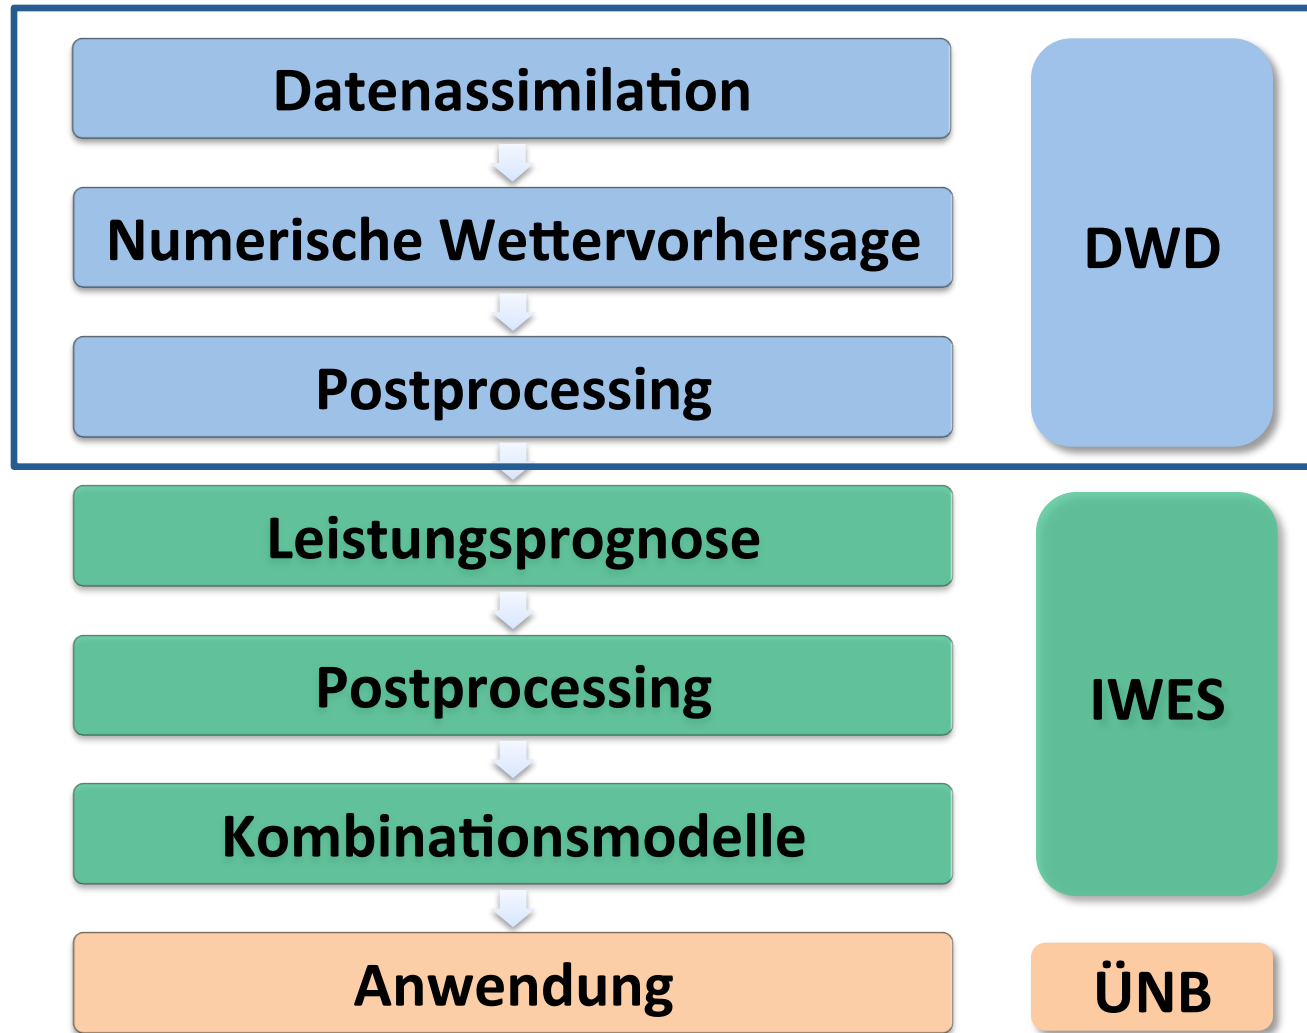 Datenassimilation
Numerische Wettervorhersage
DWD
Postprocessing
Leistungsprognose
Postprocessing
IWES
Kombinationsmodelle
Anwendung
ÜNB